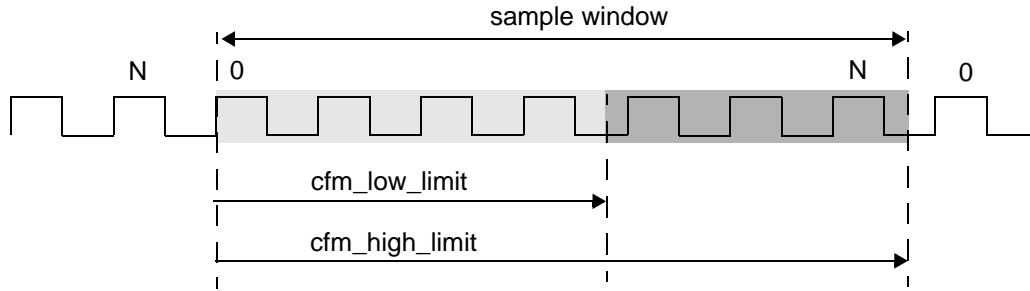 sample window
N 0 N 0
cfm_low_limit
cfm_high_limit